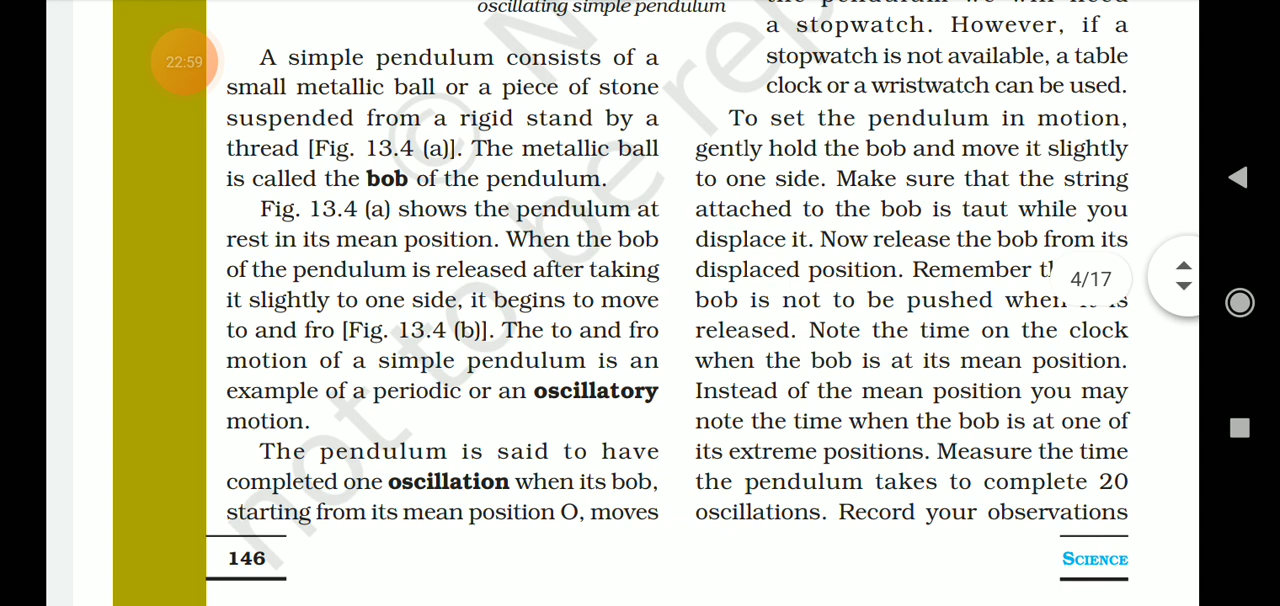 oscillating simple pendulum
A simple pendulum consists of a
small metallic ball or a piece of stone
suspended from a rigid stand by a
thread [Fig. 13.4 (a)]. The metallic ball
is called the bob of the pendulum.
Fig. 13.4 (a) shows the pendulum at
rest in its mean position. When the bob
of the pendulum is released after taking
it slightly to one side, it begins to move
to and fro [Fig. 13.4 (b)]. The to and fro
motion of a simple pendulum is an
example of a periodic or an oscillatory
motion.
The pendulum is said to have
completed one oscillation when its bob,
starting from its mean position O, moves
146
a stopwatch. However, if a
stopwatch is not available, a table
clock or a wristwatch can be used.
To set the pendulum in motion,
gently hold the bob and move it slightly
to one side. Make sure that the string
attached to the bob is taut while you
displace it. Now release the bob from its
displaced position. Remember
bob is not to be pushed when it is
released. Note the time on the clock
when the bob is at its mean position.
Instead of the mean position you may
note the time when the bob is at one of
its extreme positions. Measure the time
the pendulum takes to complete 20
oscillations. Record your observations
SCIENCE
22:59
4/17
© N
not to be rep